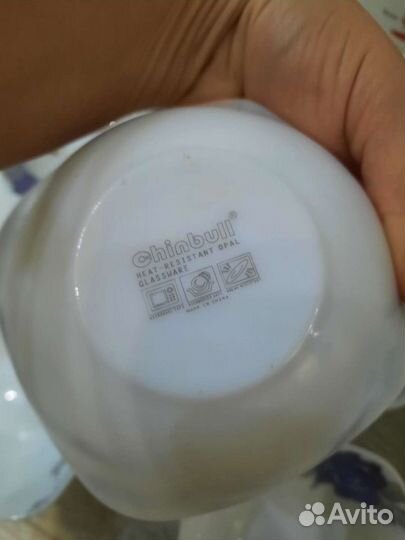 Chinbull®
HEAT-RESISTANT OPAL
GLASSWARE
MADE IN CHINA
Avito